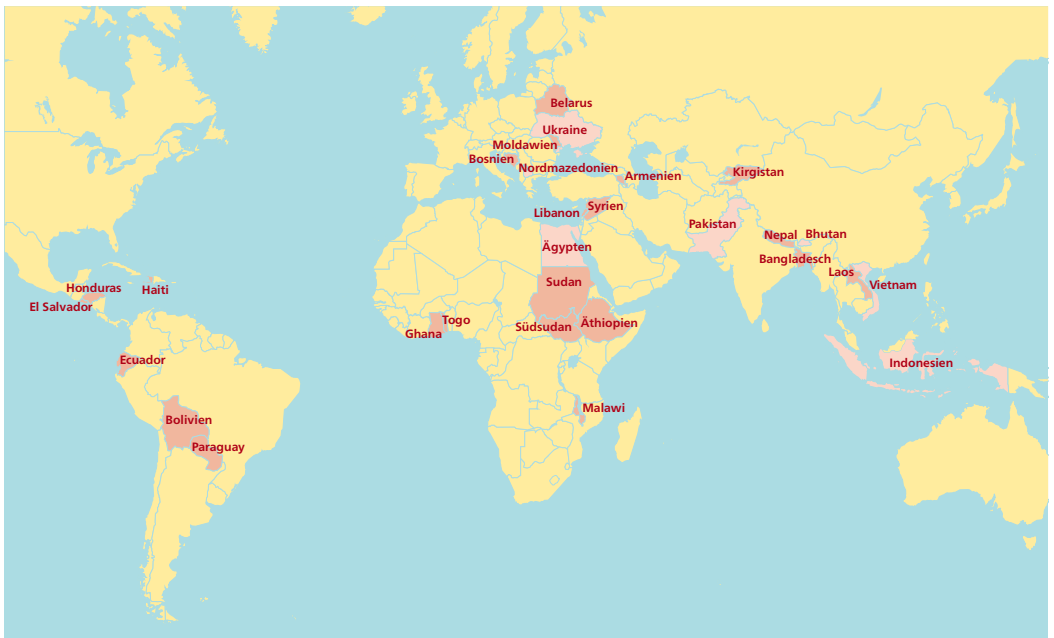 Belarus
Ukraine
Moldawien
Bosnien
Nordmazedonien
Armenien
Kirgistan
Syrien
Libanon
Pakistan
Nepal
Bhutan
Ägypten
Bangladesch
Laos
Sudan
Vietnam
Honduras
Haiti
El Salvador
Togo
Ghana
Südsudan
Äthiopien
Ecuador
Indonesien
Malawi
Bolivien
Paraguay